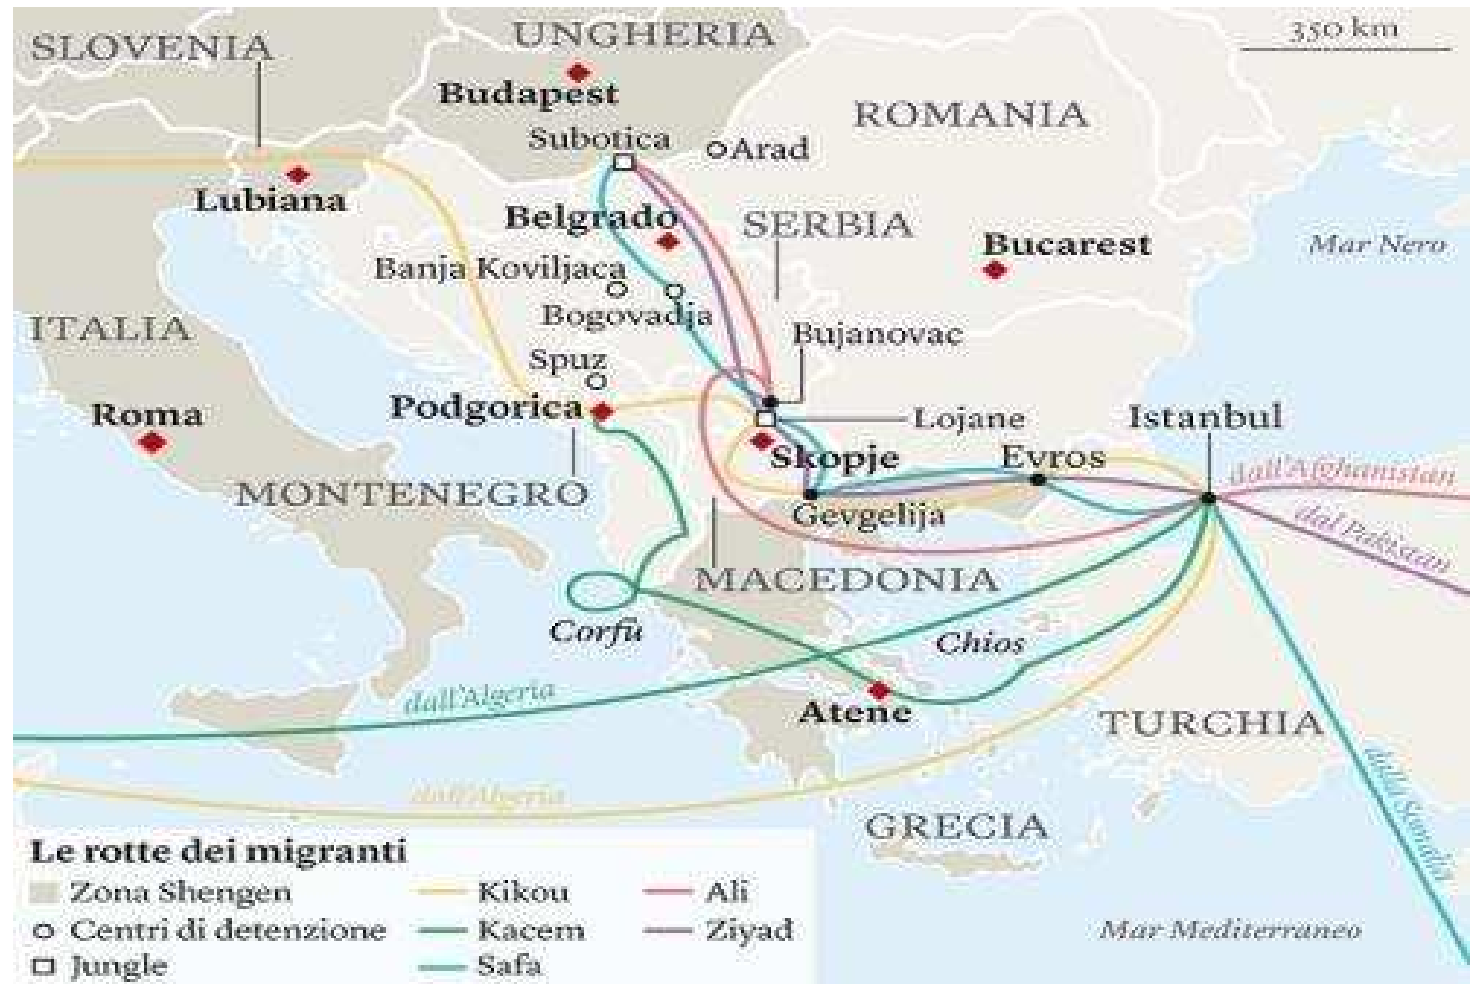 SLOVENIA
UNGHERIA
350 km
Budapest
ROMANIA
Subotica
Arad
Lubiana
Belgrado
SERBIA
Bucarest
Mar Nero
Banja Koviljaca
Bogovadja
ITALIA
Bujanovac
Spuz
Roma
Podgorica
Lojane
Istanbul
Skopje
Evros
dall'Afghanistan
MONTENEGRO
Gevgelija
dal Pakistan
MACEDONIA
Corfù
Chios
dall'Algeria
Atene
TURCHIA
dall'Algeria
dalla Somalia
GRECIA
Le rotte dei migranti
Zona Shengen
Kikou
Ali
Centri di detenzione
Kacem
Ziyad
Mar Mediterraneo
Jungle
Safa